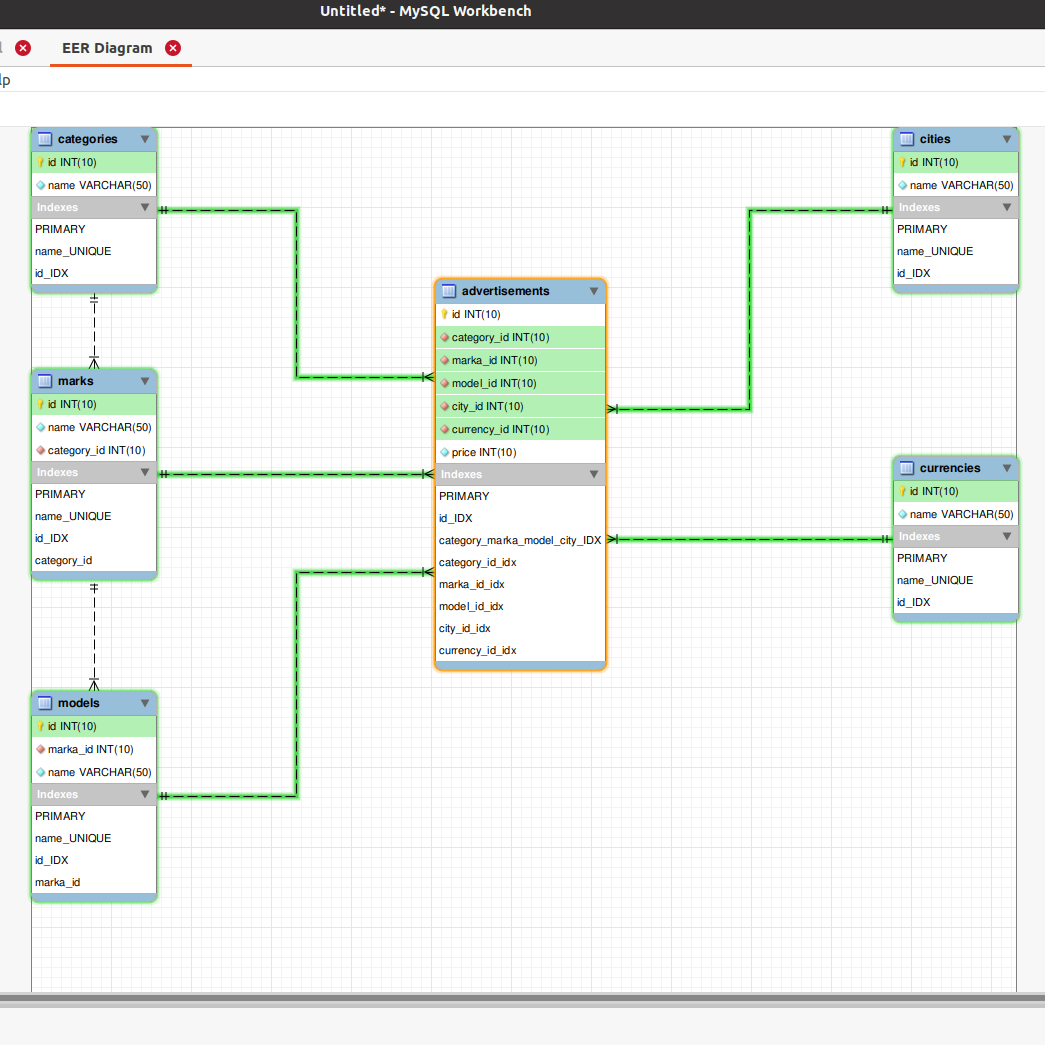 Untitled* - MySQL Workbench
EER Diagram
lp
categories
id INT(10)
name VARCHAR(50)
Indexes
PRIMARY
name_UNIQUE
id_IDX
marks
id INT(10)
name VARCHAR(50)
category_id INT(10)
Indexes
PRIMARY
name_UNIQUE
id_IDX
category_id
models
id INT(10)
marka_id INT(10)
name VARCHAR(50)
Indexes
PRIMARY
name_UNIQUE
id_IDX
marka_id
advertisements
id INT(10)
category_id INT(10)
marka_id INT(10)
model_id INT(10)
city_id INT(10)
currency_id INT(10)
price INT(10)
Indexes
PRIMARY
id_IDX
category_marka_model_city_IDX
category_id_idx
marka_id_idx
model_id_idx
city_id_idx
currency_id_idx
cities
id INT(10)
name VARCHAR(50)
Indexes
PRIMARY
name_UNIQUE
id_IDX
currencies
id INT(10)
name VARCHAR(50)
Indexes
PRIMARY
name_UNIQUE
id_IDX